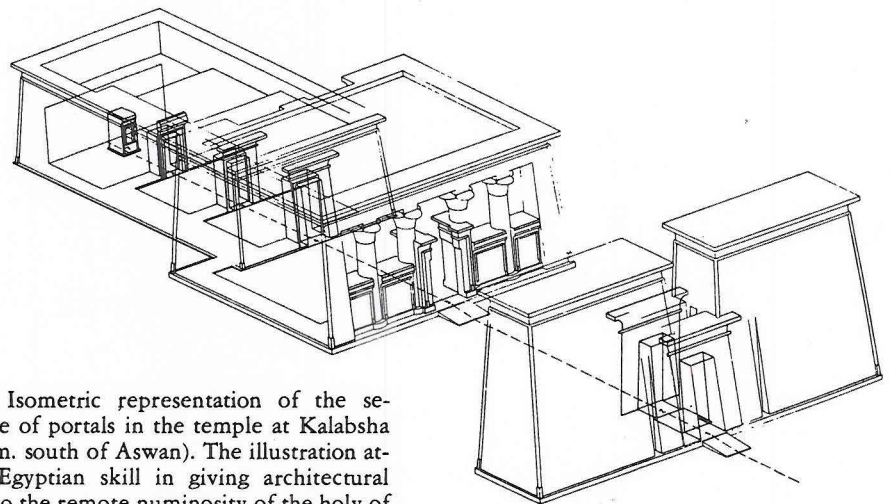 Isometric representation of the se-
e of portals in the temple at Kalabsha
m. south of Aswan). The illustration at-
Egyptian skill in giving architectural
o the remote numinosity of the holy of